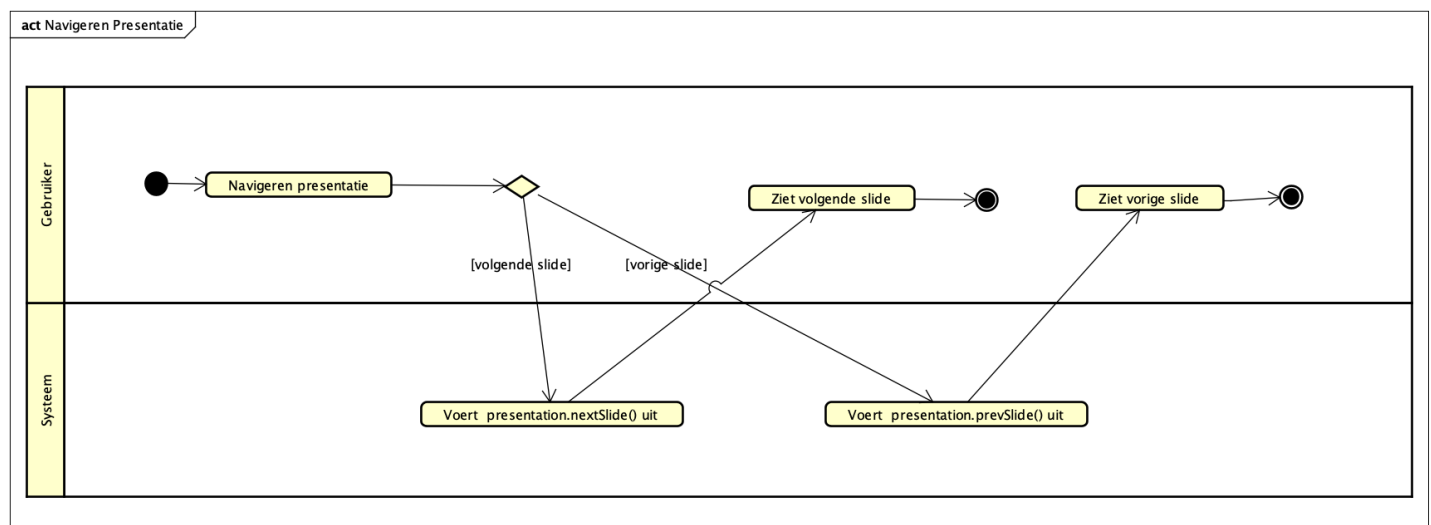 act Navigeren Presentatie
Gebruiker
Navigeren presentatie
Ziet volgende slide
Ziet vorige slide
[volgende slide]
[vorige slide]
Systeem
Voert presentation.nextSlide() uit
Voert presentation.prevSlide() uit